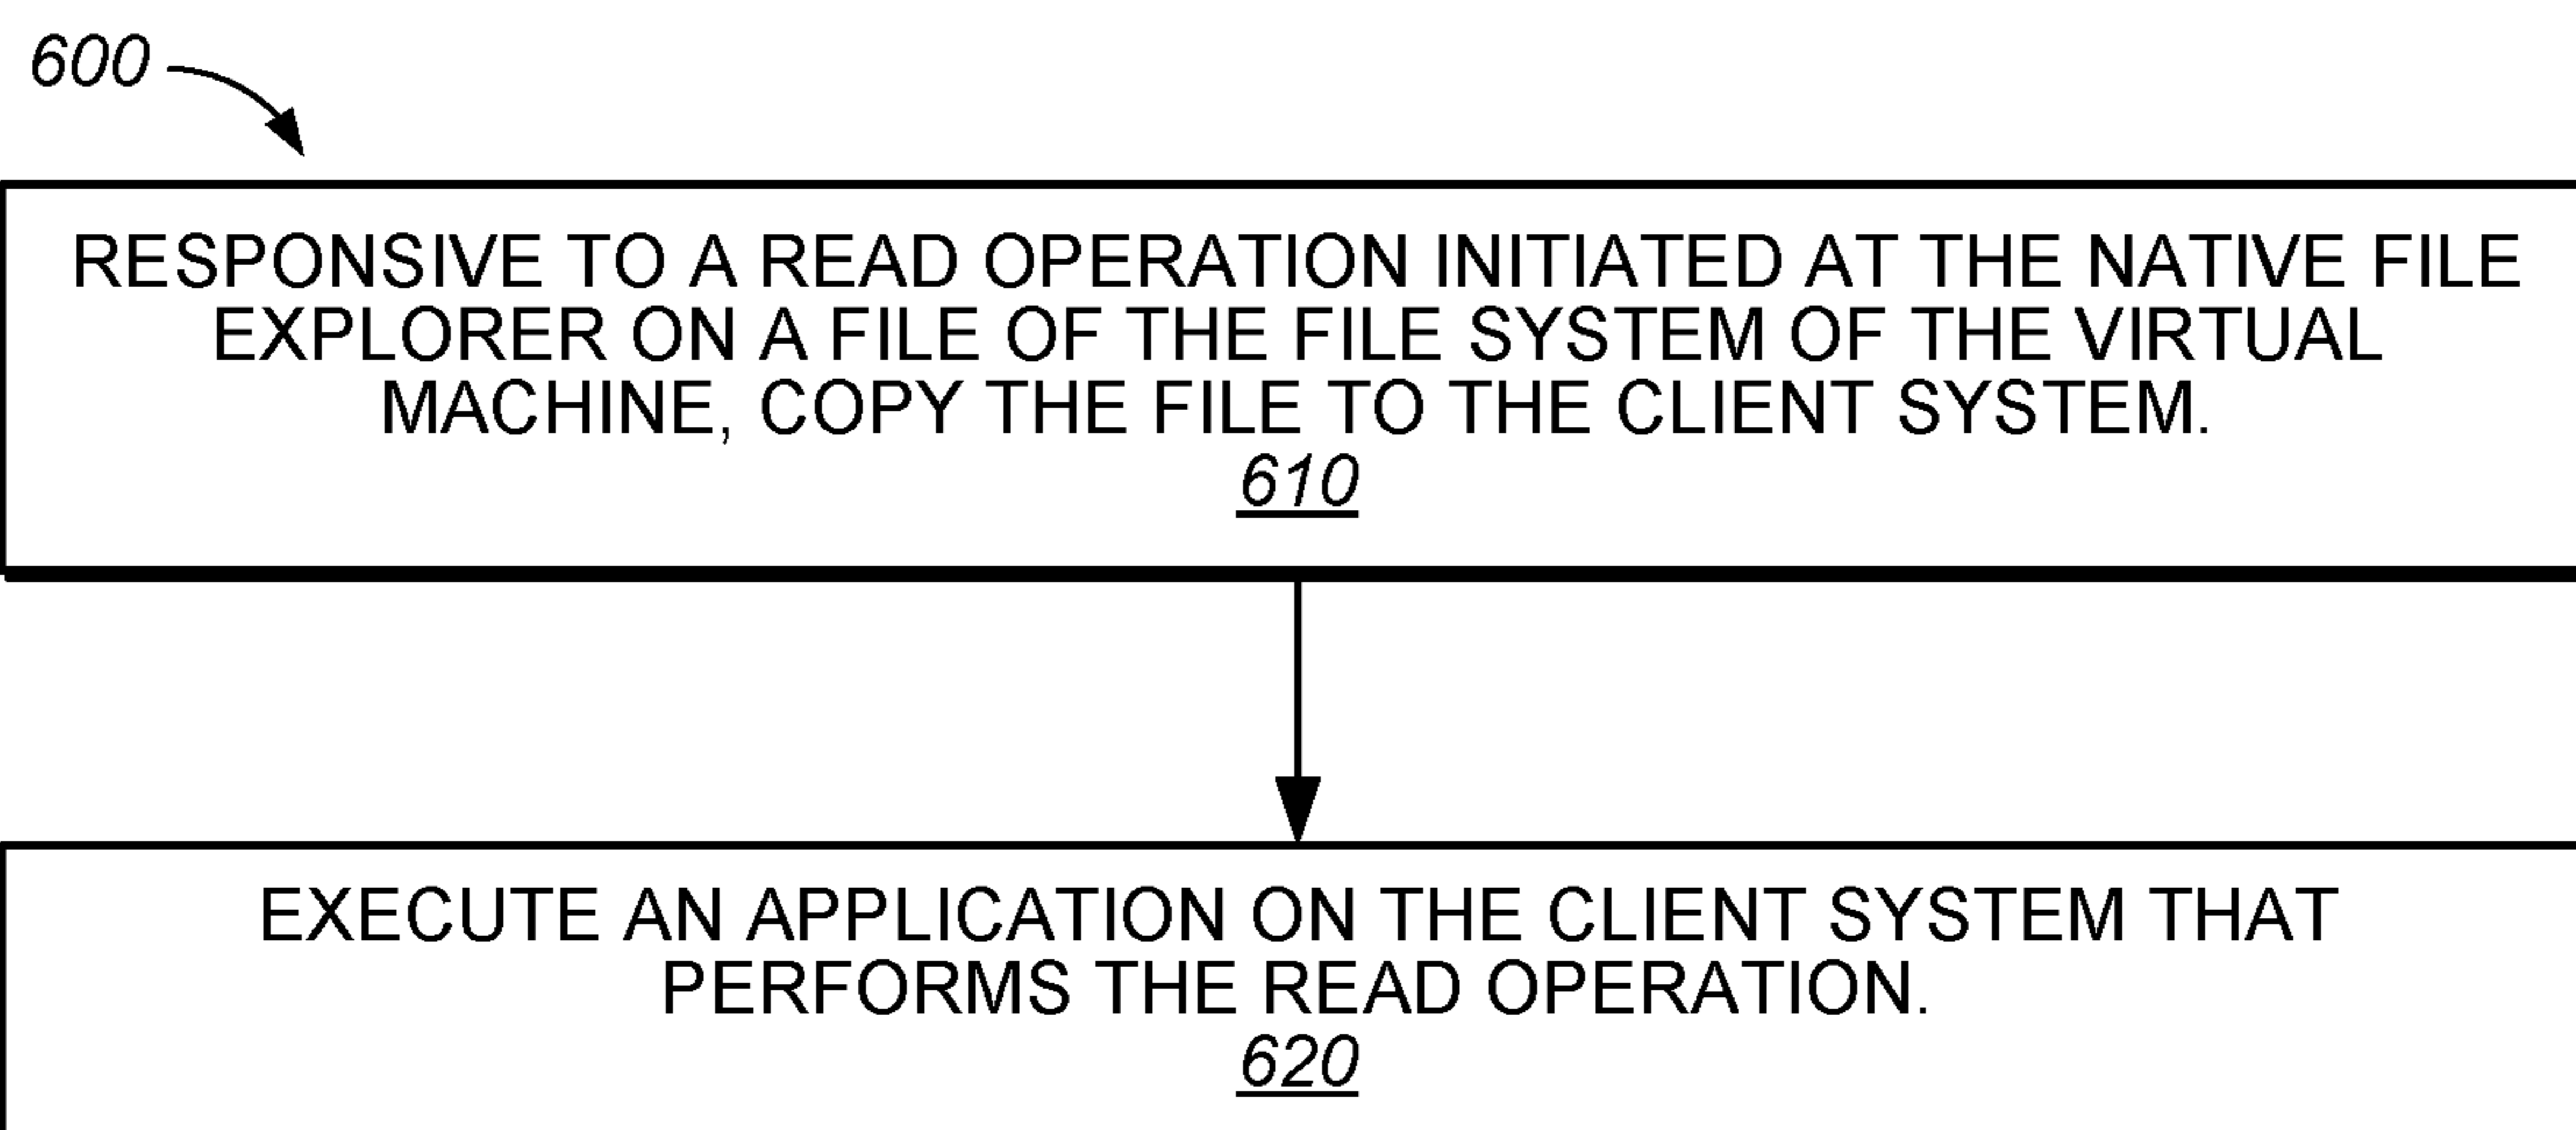 600
RESPONSIVE TO A READ OPERATION INITIATED AT THE NATIVE FILE
EXPLORER ON A FILE OF THE FILE SYSTEM OF THE VIRTUAL
MACHINE, COPY THE FILE TO THE CLIENT SYSTEM.
610
EXECUTE AN APPLICATION ON THE CLIENT SYSTEM THAT
PERFORMS THE READ OPERATION.
620